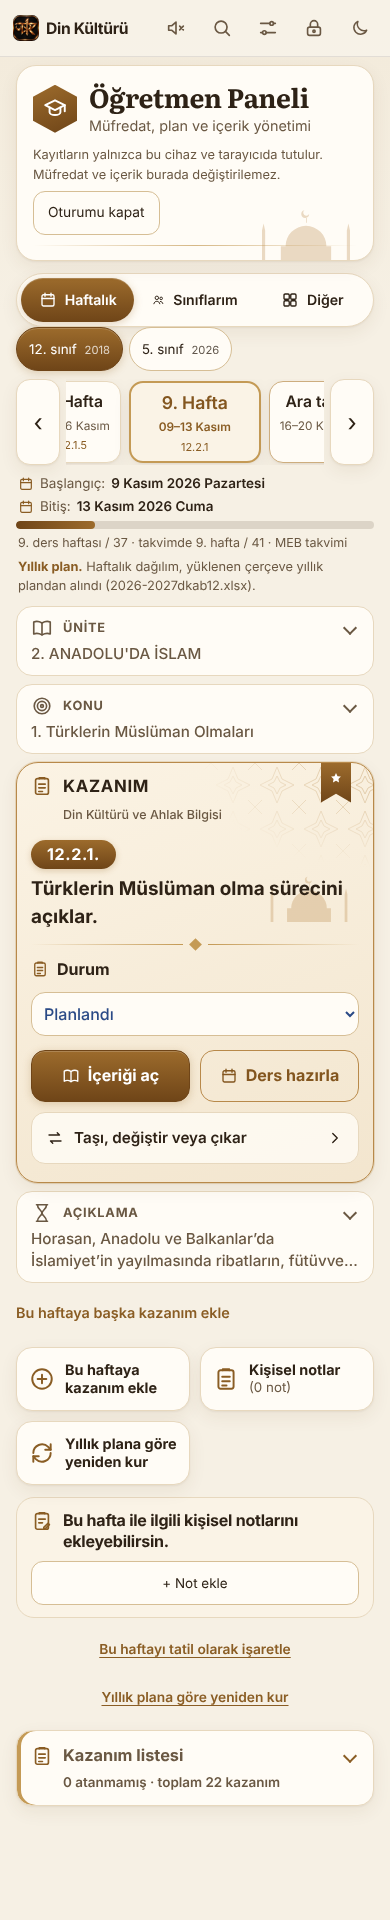 Din Kültürü
Öğretmen Paneli
Müfredat, plan ve içerik yönetimi
Kayıtların yalnızca bu cihaz ve tarayıcıda tutulur.
Müfredat ve içerik burada değiştirilemez.
Oturumu kapat
Haftalık
Sınıflarım
Diğer
12. sınıf 2018
5. sınıf 2026
Hafta
6 Kasım
2.1.5
9. Hafta
09–13 Kasım
12.2.1
Ara
16–20 K
Başlangıç: 9 Kasım 2026 Pazartesi
Bitiş: 13 Kasım 2026 Cuma
9. ders haftası / 37 · takvimde 9. hafta / 41 · MEB takvimi
Yıllık plan. Haftalık dağılım, yüklenen çerçeve yıllık
plandan alındı (2026-2027dkab12.xlsx).
ÜNİTE
2. ANADOLU'DA İSLAM
KONU
1. Türklerin Müslüman Olmaları
KAZANIM
Din Kültürü ve Ahlak Bilgisi
12.2.1.
Türklerin Müslüman olma sürecini
açıklar.
Durum
Planlandı
İçeriği aç
Ders hazırla
Taşı, değiştir veya çıkar
AÇIKLAMA
Horasan, Anadolu ve Balkanlar’da
İslamiyet’in yayılmasında ribatların, fütüvve…
Bu haftaya başka kazanım ekle
Bu haftaya
kazanım ekle
Kişisel notlar
(0 not)
Yıllık plana göre
yeniden kur
Bu hafta ile ilgili kişisel notlarını
ekleyebilirsin.
+ Not ekle
Bu haftayı tatil olarak işaretle
Yıllık plana göre yeniden kur
Kazanım listesi
0 atanmamış · toplam 22 kazanım